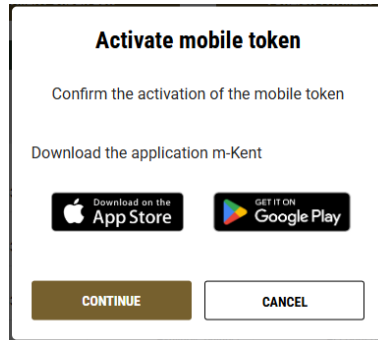 Activate mobile token
Confirm the activation of the mobile token
Download the application m-Kent
Download on the
App Store
GET IT ON
Google Play
CONTINUE
CANCEL